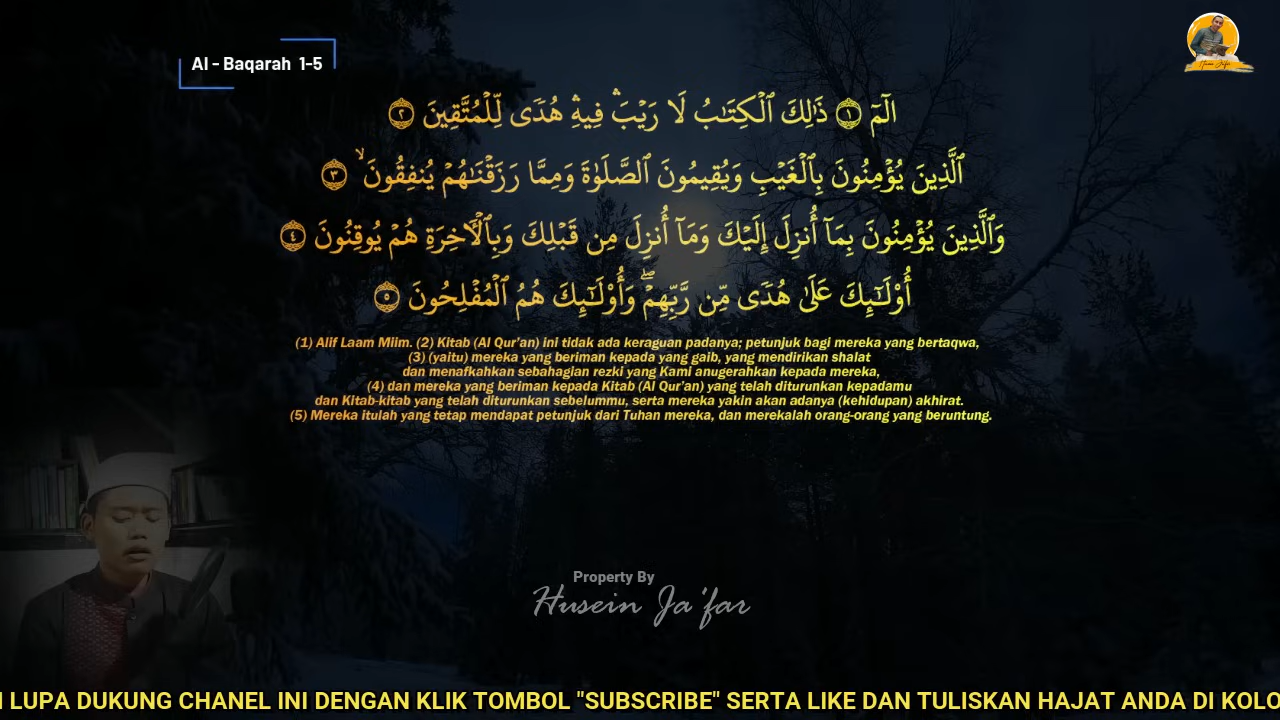 Al - Baqarah 1-5
الٓمٓ ۝١ ذَٰلِكَ ٱلْكِتَـٰبُ لَا رَيْبَ ۛ فِيهِ ۛ هُدًى لِّلْمُتَّقِينَ ۝٢
ٱلَّذِينَ يُؤْمِنُونَ بِٱلْغَيْبِ وَيُقِيمُونَ ٱلصَّلَوٰةَ وَمِمَّا رَزَقْنَـٰهُمْ يُنفِقُونَ ۙ ۝٣
وَٱلَّذِينَ يُؤْمِنُونَ بِمَآ أُنزِلَ إِلَيْكَ وَمَآ أُنزِلَ مِن قَبْلِكَ وَبِٱلْـَٔاخِرَةِ هُمْ يُوقِنُونَ ۝٤
أُو۟لَـٰٓئِكَ عَلَىٰ هُدًى مِّن رَّبِّهِمْ ۖ وَأُو۟لَـٰٓئِكَ هُمُ ٱلْمُفْلِحُونَ ۝٥
(1) Alif Laam Miim. (2) Kitab (Al Qur'an) ini tidak ada keraguan padanya; petunjuk bagi mereka yang bertaqwa,
(3) (yaitu) mereka yang beriman kepada yang gaib, yang mendirikan shalat
dan menafkahkan sebahagian rezki yang Kami anugerahkan kepada mereka,
(4) dan mereka yang beriman kepada Kitab (Al Qur'an) yang telah diturunkan kepadamu
dan Kitab-kitab yang telah diturunkan sebelummu, serta mereka yakin akan adanya (kehidupan) akhirat.
(5) Mereka itulah yang tetap mendapat petunjuk dari Tuhan mereka, dan merekalah orang-orang yang beruntung.
Property By
Husein Ja'far
LUPA DUKUNG CHANEL INI DENGAN KLIK TOMBOL "SUBSCRIBE" SERTA LIKE DAN TULISKAN HAJAT ANDA DI KOLO